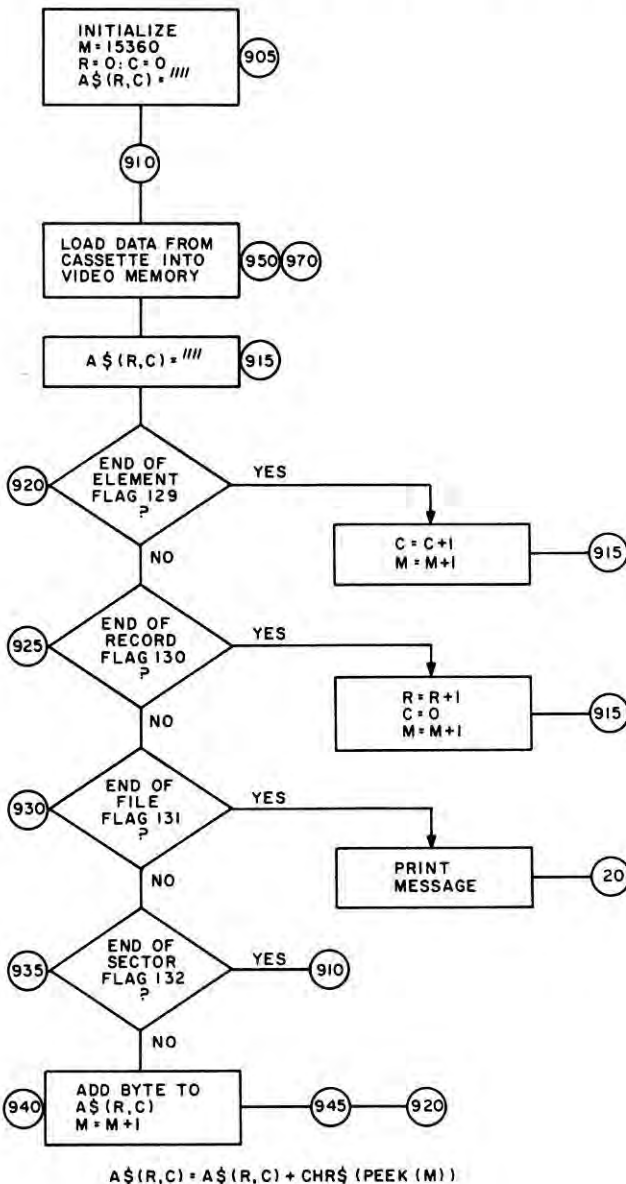 INITIALIZE
M=15360
R=0:C=0
A$(R,C)=""
905
910
LOAD DATA FROM
CASSETTE INTO
VIDEO MEMORY
950 970
A$(R,C)=""
915
920
END OF
ELEMENT
FLAG 129
?
YES
C=C+1
M=M+1
915
NO
925
END OF
RECORD
FLAG 130
?
YES
R=R+1
C=0
M=M+1
915
NO
930
END OF
FILE
FLAG 131
?
YES
PRINT
MESSAGE
20
NO
935
END OF
SECTOR
FLAG 132
?
YES
910
NO
940
ADD BYTE TO
A$(R,C)
M=M+1
945
920
A$(R,C)=A$(R,C)+CHR$(PEEK(M))